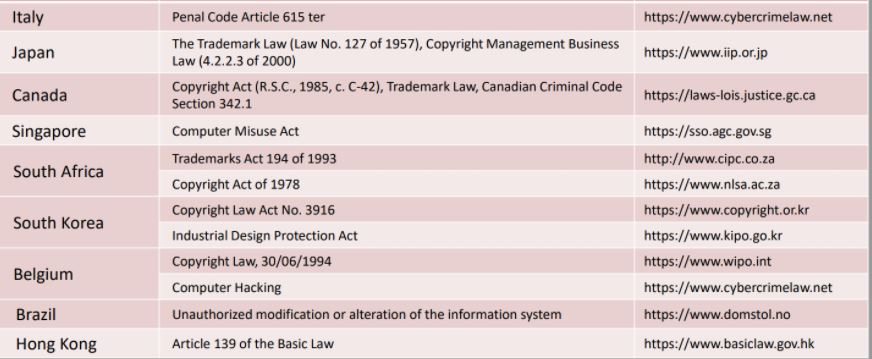 Italy Penal Code Article 615 ter https://www.cybercrimelaw.net
Japan The Trademark Law (Law No. 127 of 1957), Copyright Management Business Law (4.2.2.3 of 2000) https://www.iip.or.jp
Canada Copyright Act (R.S.C., 1985, c. C-42), Trademark Law, Canadian Criminal Code Section 342.1 https://laws-lois.justice.gc.ca
Singapore Computer Misuse Act https://sso.agc.gov.sg
South Africa Trademarks Act 194 of 1993 http://www.cipc.co.za
Copyright Act of 1978 https://www.nlsa.ac.za
South Korea Copyright Law Act No. 3916 https://www.copyright.or.kr
Industrial Design Protection Act https://www.kipo.go.kr
Belgium Copyright Law, 30/06/1994 https://www.wipo.int
Computer Hacking https://www.cybercrimelaw.net
Brazil Unauthorized modification or alteration of the information system https://www.domstol.no
Hong Kong Article 139 of the Basic Law https://www.basiclaw.gov.hk